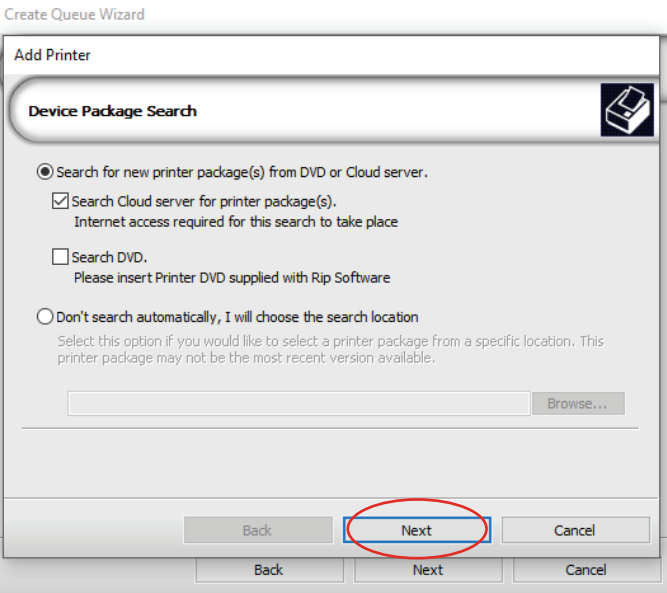 Create Queue Wizard
Add Printer
Device Package Search
Search for new printer package(s) from DVD or Cloud server.
Search Cloud server for printer package(s).
Internet access required for this search to take place
Search DVD.
Please insert Printer DVD supplied with Rip Software
Don't search automatically, I will choose the search location
Select this option if you would like to select a printer package from a specific location. This
printer package may not be the most recent version available.
Browse...
Back Next Cancel
Back Next Cancel